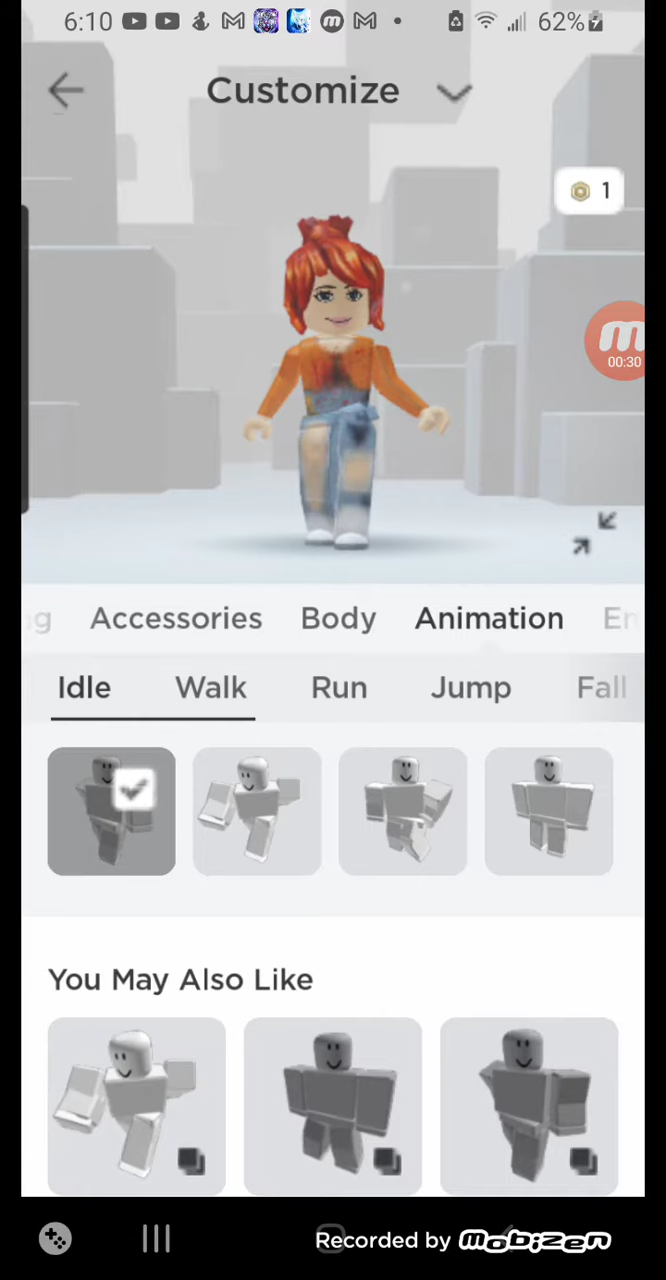 6:10
62%
Customize
1
00:30
Accessories Body Animation En
Idle Walk Run Jump Fall
You May Also Like
Recorded by Mobizen